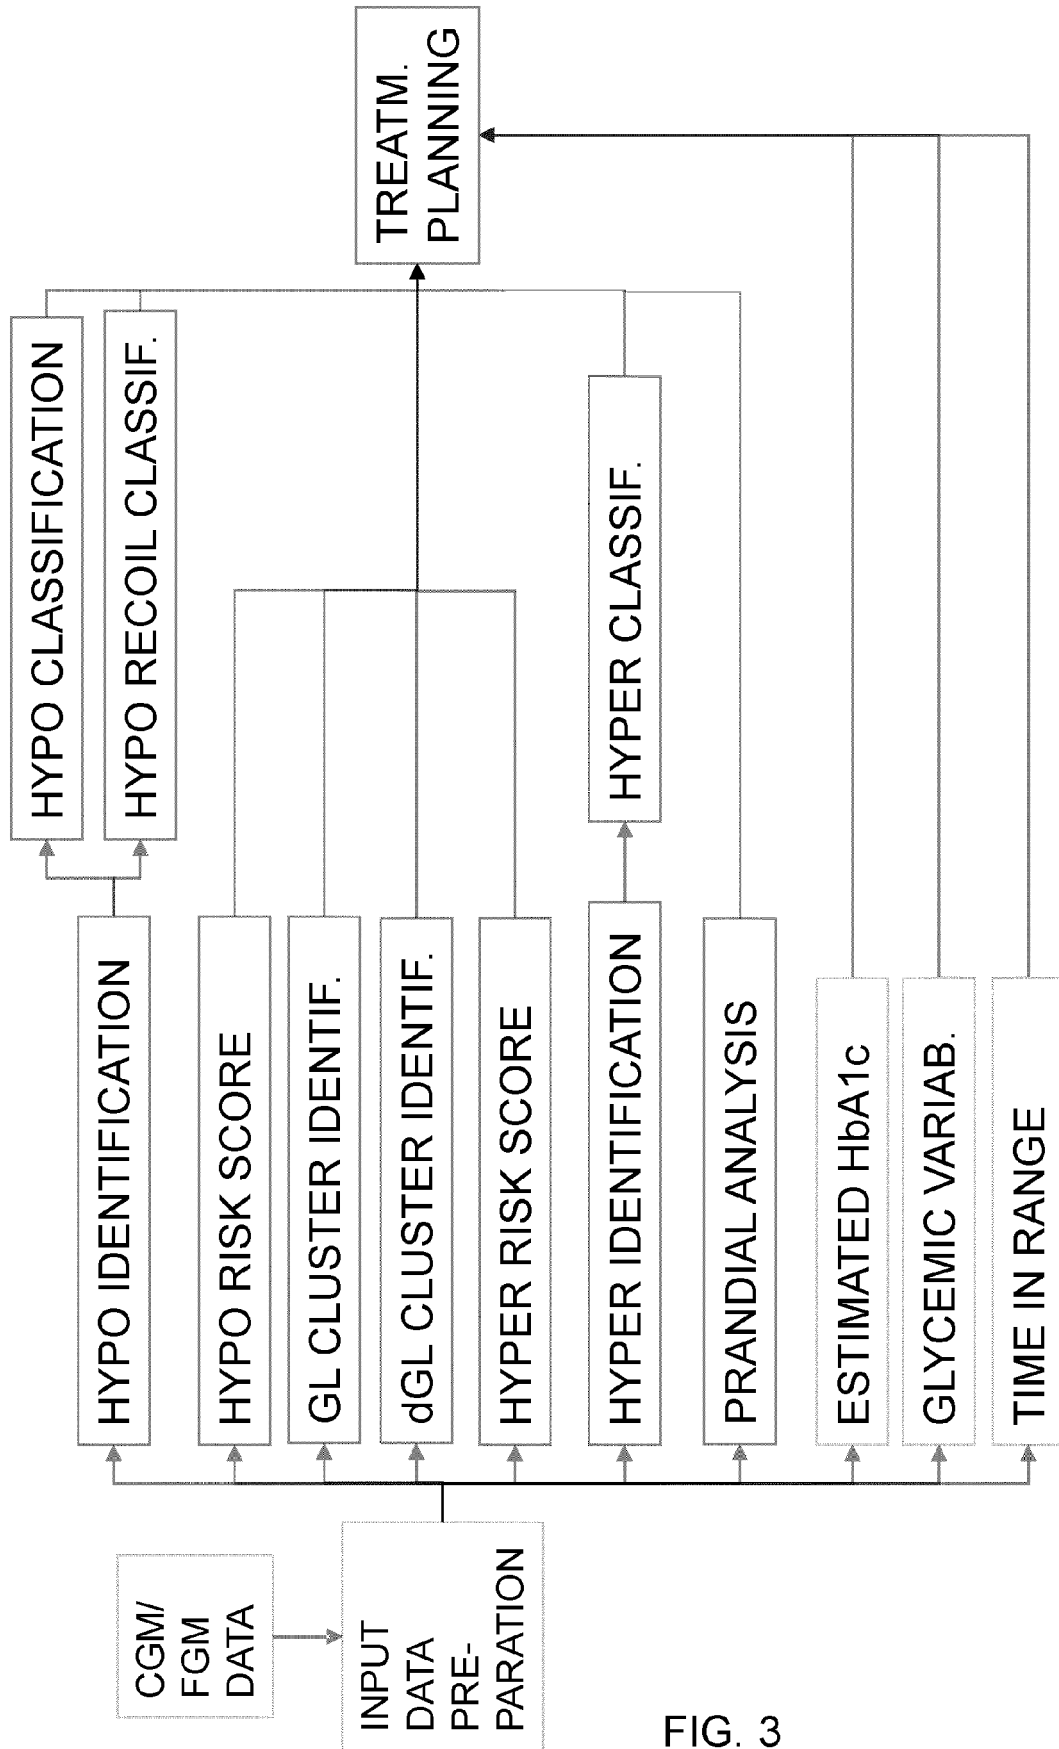 CGM/
FGM
DATA
INPUT
DATA
PRE-
PARATION
HYPO IDENTIFICATION
HYPO RISK SCORE
GL CLUSTER IDENTIF.
dGL CLUSTER IDENTIF.
HYPER RISK SCORE
HYPER IDENTIFICATION
PRANDIAL ANALYSIS
ESTIMATED HbA1c
GLYCEMIC VARIAB.
TIME IN RANGE
HYPO CLASSIFICATION
HYPO RECOIL CLASSIF.
HYPER CLASSIF.
TREATM.
PLANNING
FIG. 3